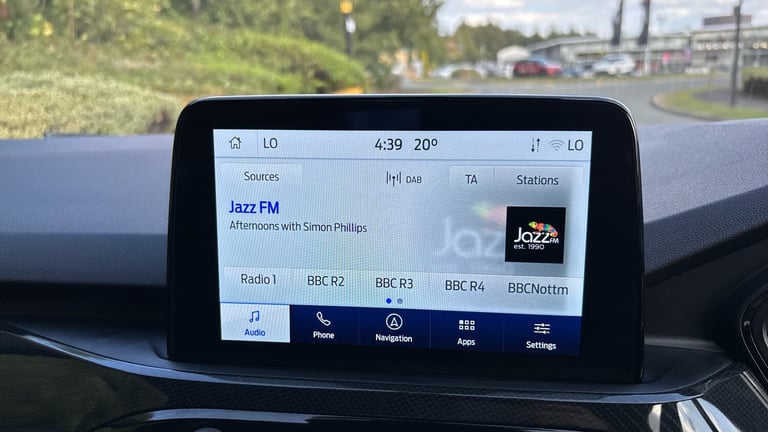 LO 4:39 20° LO
Sources DAB TA Stations
Jazz FM
Afternoons with Simon Phillips
Jazz
JazzFM
est. 1990
Radio 1 BBC R2 BBC R3 BBC R4 BBCNottm
Audio Phone Navigation Apps Settings